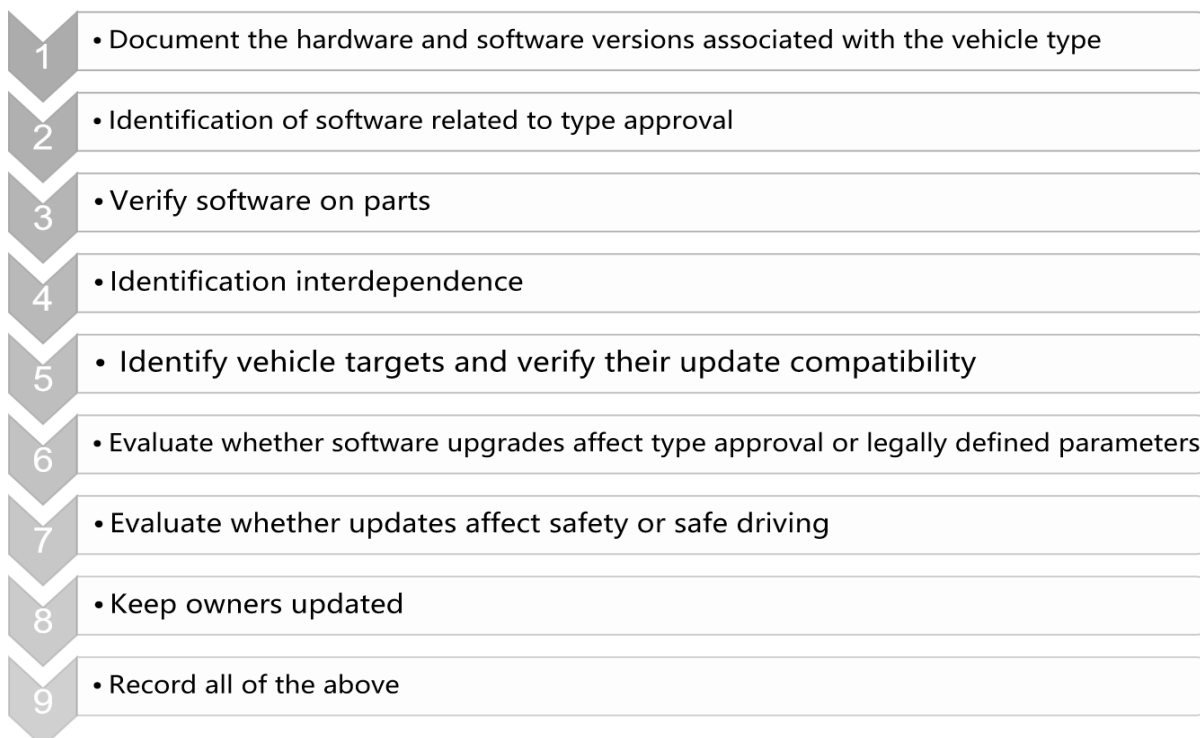 1
• Document the hardware and software versions associated with the vehicle type
2
• Identification of software related to type approval
3
• Verify software on parts
4
• Identification interdependence
5
• Identify vehicle targets and verify their update compatibility
6
• Evaluate whether software upgrades affect type approval or legally defined parameters
7
• Evaluate whether updates affect safety or safe driving
8
• Keep owners updated
9
• Record all of the above